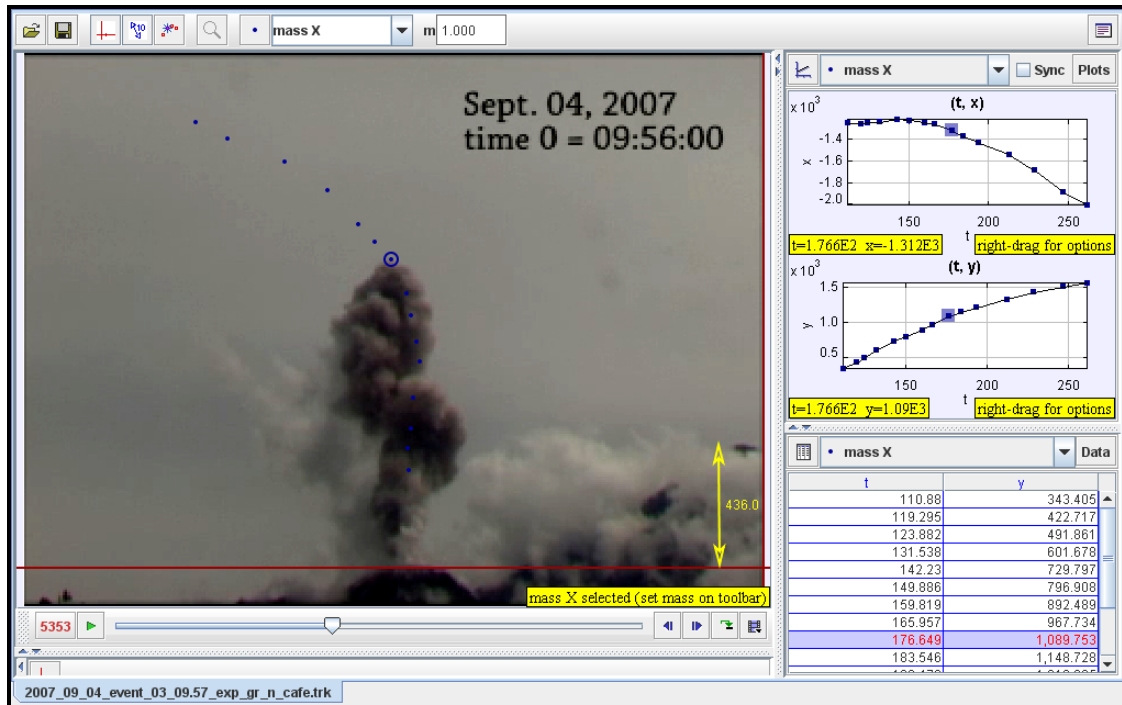 mass X
m 1.000
Sept. 04, 2007
time 0 = 09:56:00
436.0
mass X selected (set mass on toolbar)
5353
2007_09_04_event_03_09.57_exp_gr_n_cafe.trk
mass X Sync Plots
x 10³ (t, x)
-1.4
-1.6
x
-1.8
-2.0
150 200 250
t
t=1.766E2 x=-1.312E3 right-drag for options
x 10³ (t, y)
1.5
1.0
y
0.5
150 200 250
t
t=1.766E2 y=1.09E3 right-drag for options
mass X Data
t y
110.88 343.405
119.295 422.717
123.882 491.861
131.538 601.678
142.23 729.797
149.886 796.908
159.819 892.489
165.957 967.734
176.649 1,089.753
183.546 1,148.728